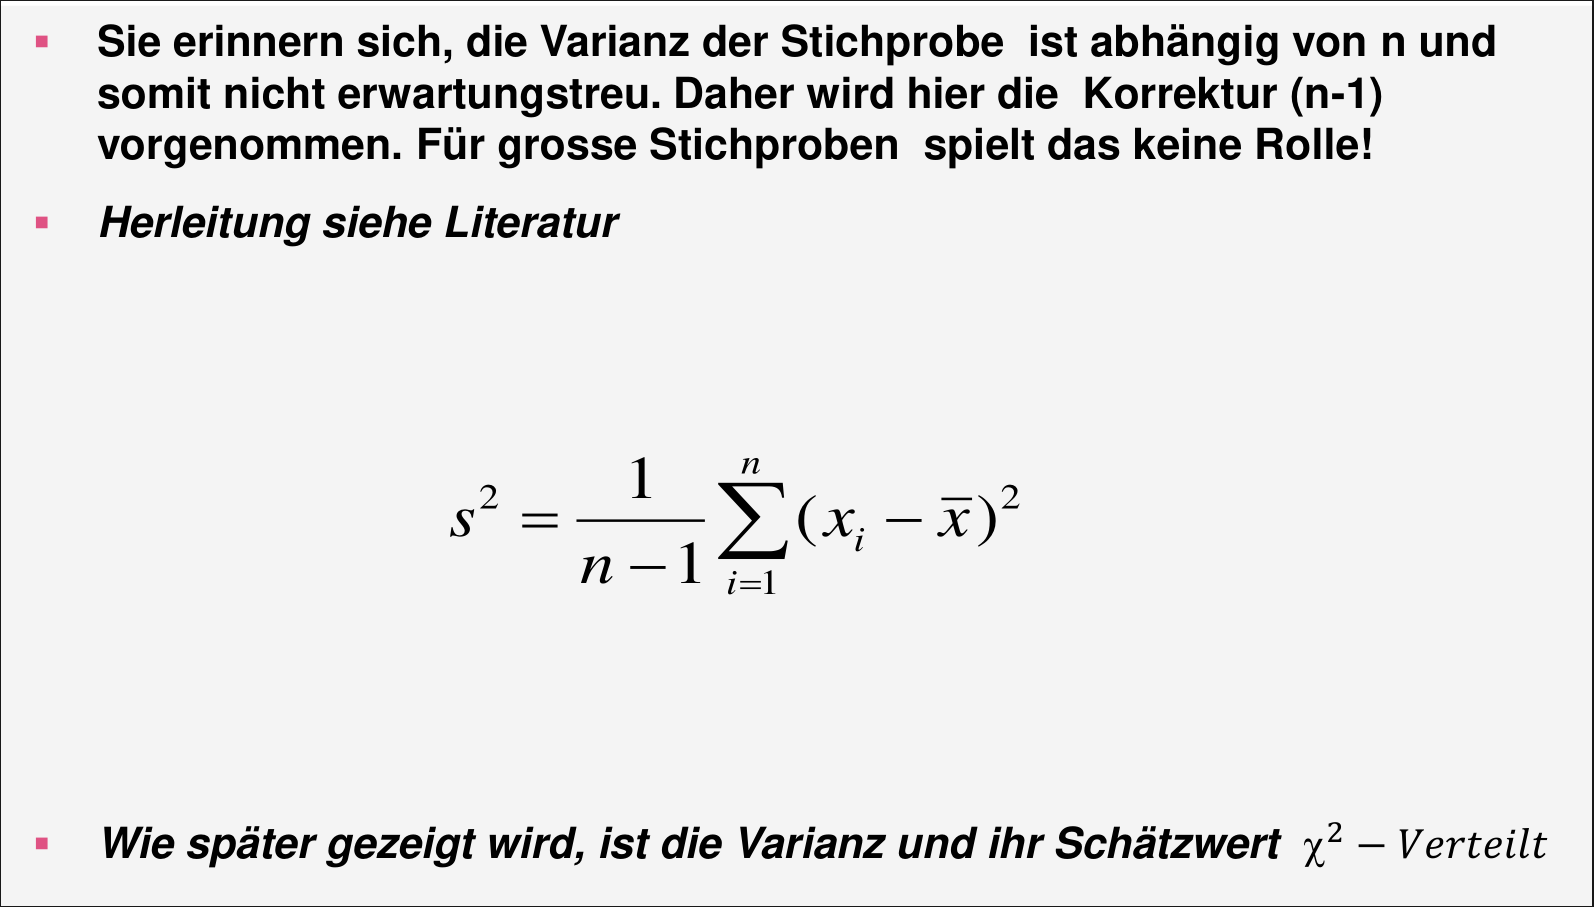 ▪ Sie erinnern sich, die Varianz der Stichprobe ist abhängig von n und
somit nicht erwartungstreu. Daher wird hier die Korrektur (n-1)
vorgenommen. Für grosse Stichproben spielt das keine Rolle!
▪ Herleitung siehe Literatur
$s^2 = \frac{1}{n-1} \sum_{i=1}^{n} (x_i - \overline{x})^2$
▪ Wie später gezeigt wird, ist die Varianz und ihr Schätzwert χ² − Verteilt